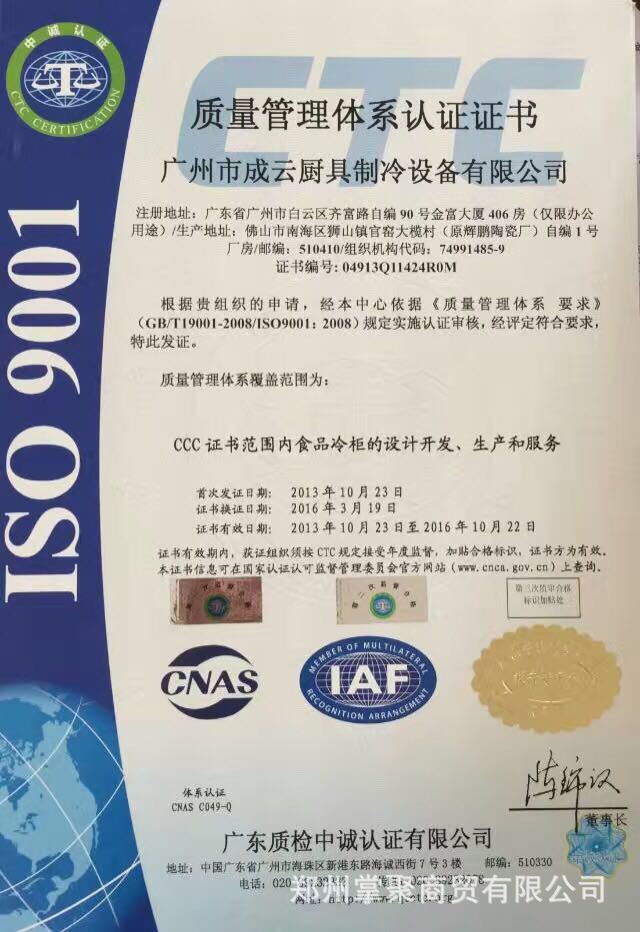 中诚认证
CTC CERTIFICATION
CTC
ISO 9001
质量管理体系认证证书
广州市成云厨具制冷设备有限公司
注册地址：广东省广州市白云区齐富路自编 90 号金富大厦 406 房（仅限办公
用途）/生产地址：佛山市南海区狮山镇官窑大榄村（原辉鹏陶瓷厂）自编 1 号
厂房/邮编：510410/组织机构代码：74991485-9
证书编号: 04913Q11424R0M
根据贵组织的申请，经本中心依据《质量管理体系 要求》
（GB/T19001-2008/ISO9001：2008）规定实施认证审核，经评定符合要求，
特此发证。
质量管理体系覆盖范围为：
CCC 证书范围内食品冷柜的设计开发、生产和服务
首次发证日期： 2013 年 10 月 23 日
证书换证日期： 2016 年 3 月 19 日
证书有效日期： 2013 年 10 月 23 日至 2016 年 10 月 22 日
证书有效期内，获证组织须按 CTC 规定接受年度监督，加贴合格标识，证书方为有效。
本证书信息可在国家认证认可监督管理委员会官方网站（www.cnca.gov.cn）上查询。
第三次监审合格
标识加贴处
CNAS
MEMBER OF MULTILATERAL
IAF
RECOGNITION ARRANGEMENT
体系认证
CNAS C049-Q
董事长
广东质检中诚认证有限公司
地址：中国广东省广州市海珠区新港东路海诚西街 7 号 3 楼 邮编：510330
电话：020
郑州掌聚商贸有限公司